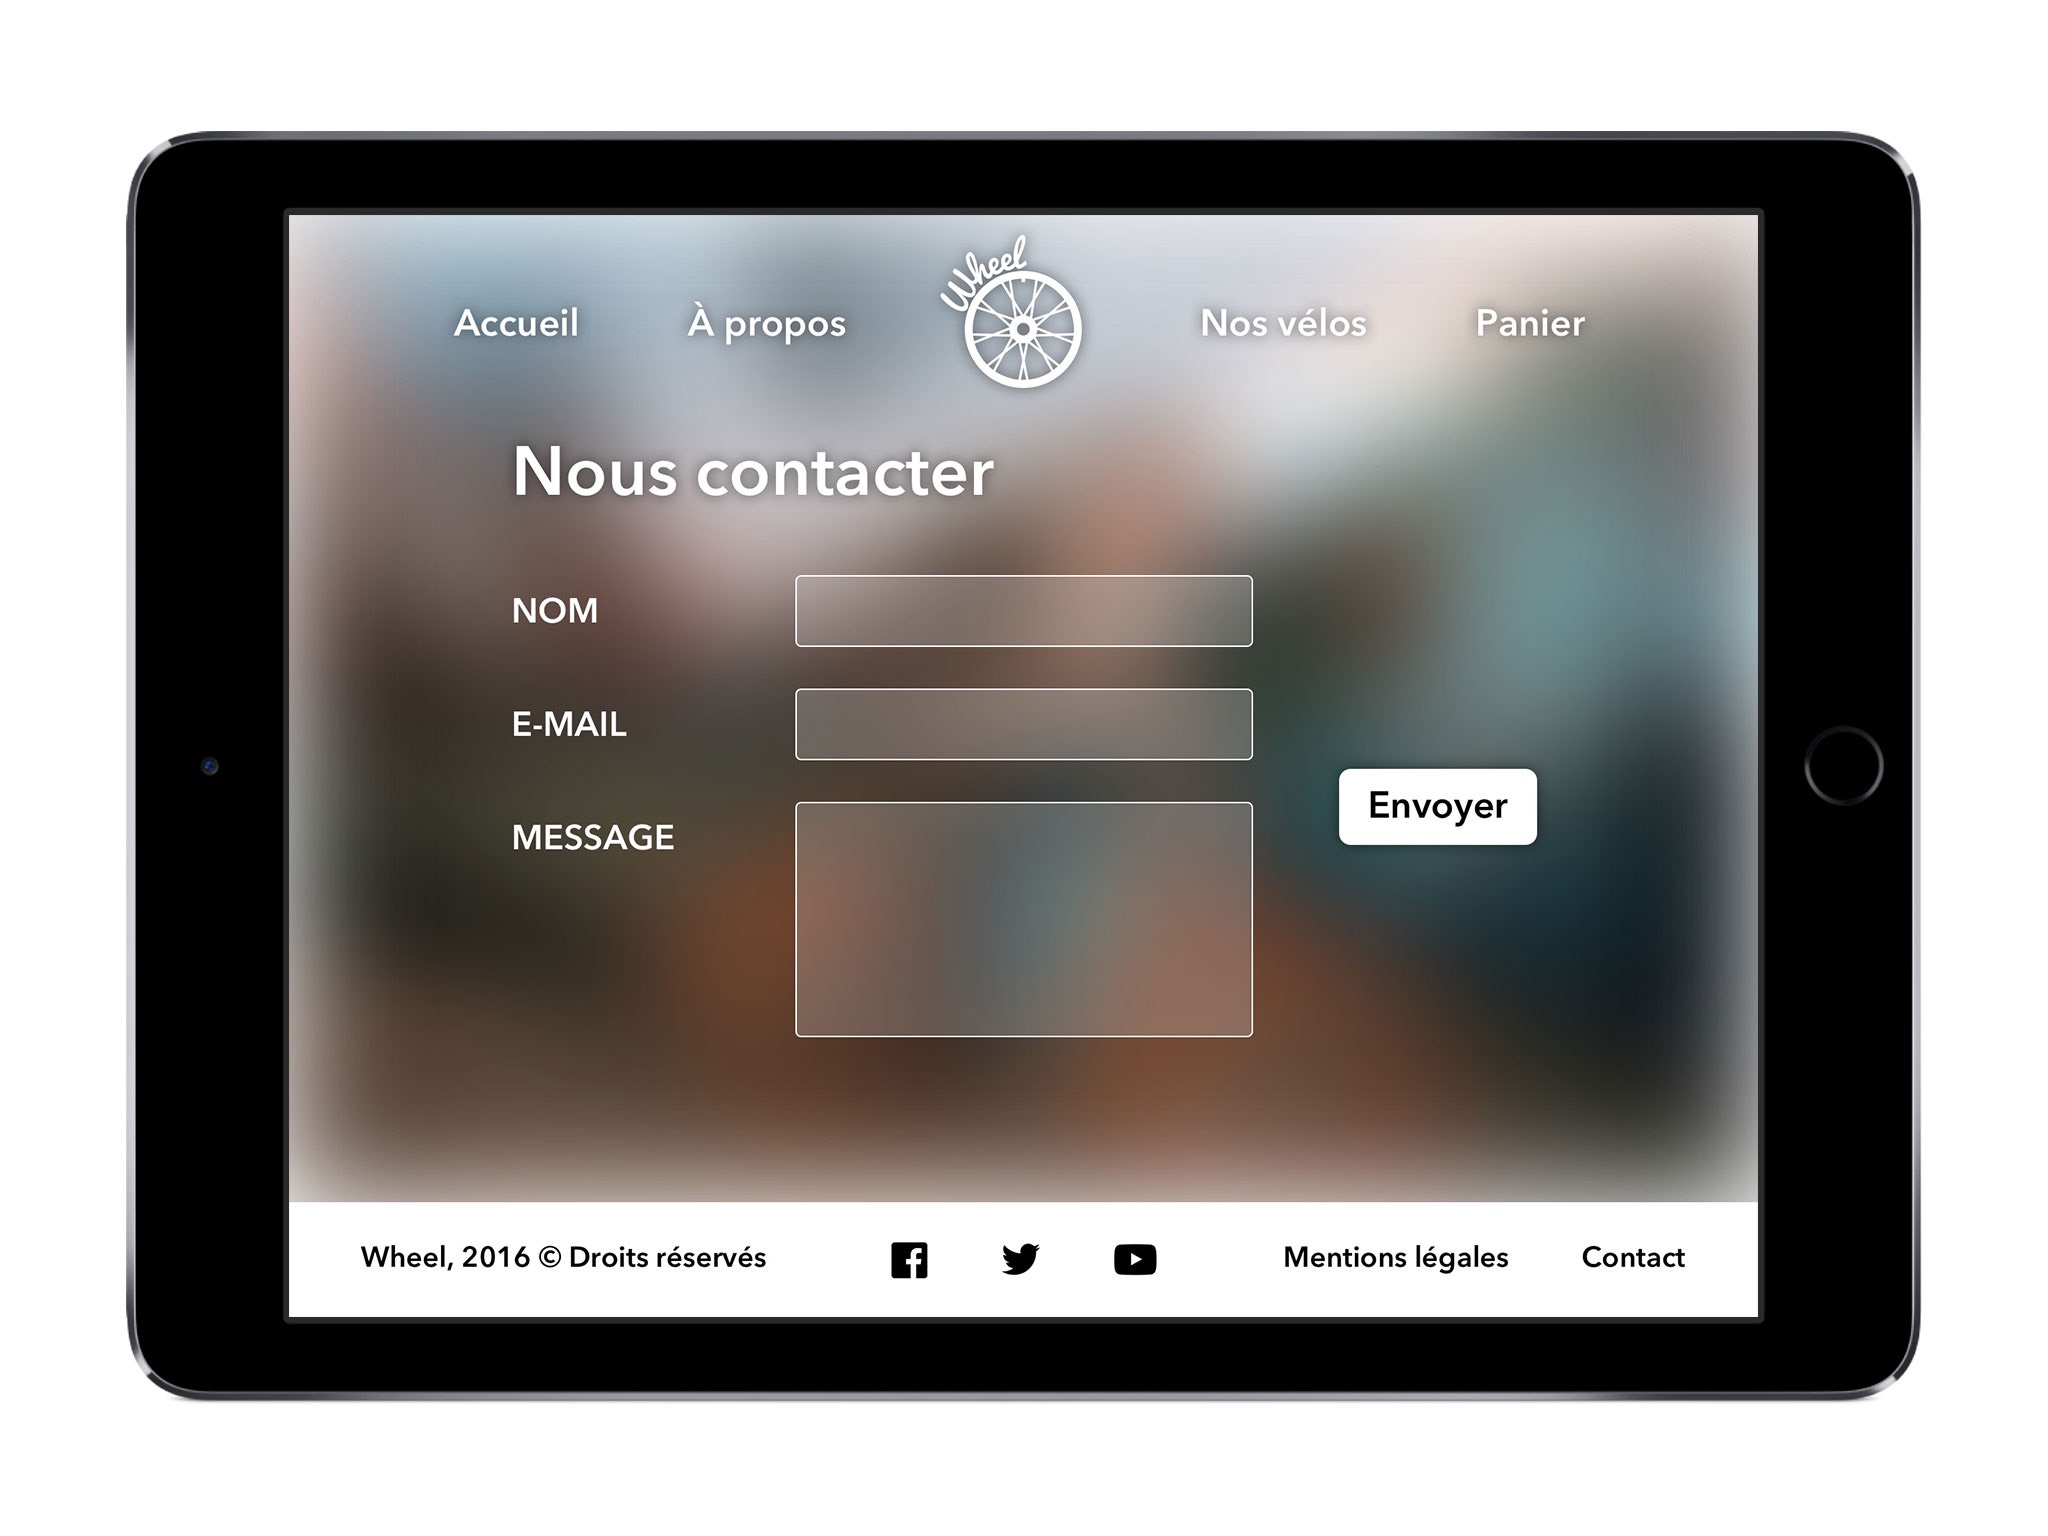 Wheel
Accueil
À propos
Nos vélos
Panier
Nous contacter
NOM
E-MAIL
MESSAGE
Envoyer
Wheel, 2016 © Droits réservés
Mentions légales
Contact